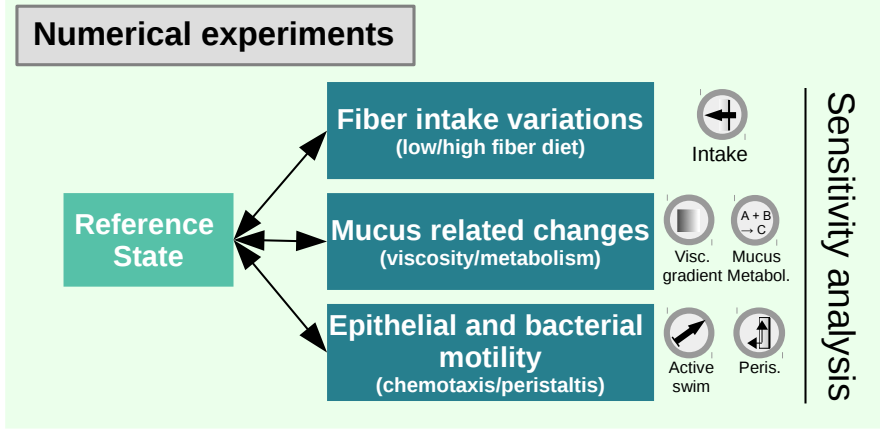 Numerical experiments
Fiber intake variations
(low/high fiber diet)
Intake
Reference
State
Mucus related changes
(viscosity/metabolism)
A + B
→ C
Visc.
gradient
Mucus
Metabol.
Epithelial and bacterial
motility
(chemotaxis/peristaltis)
Active
swim
Peris.
Sensitivity analysis